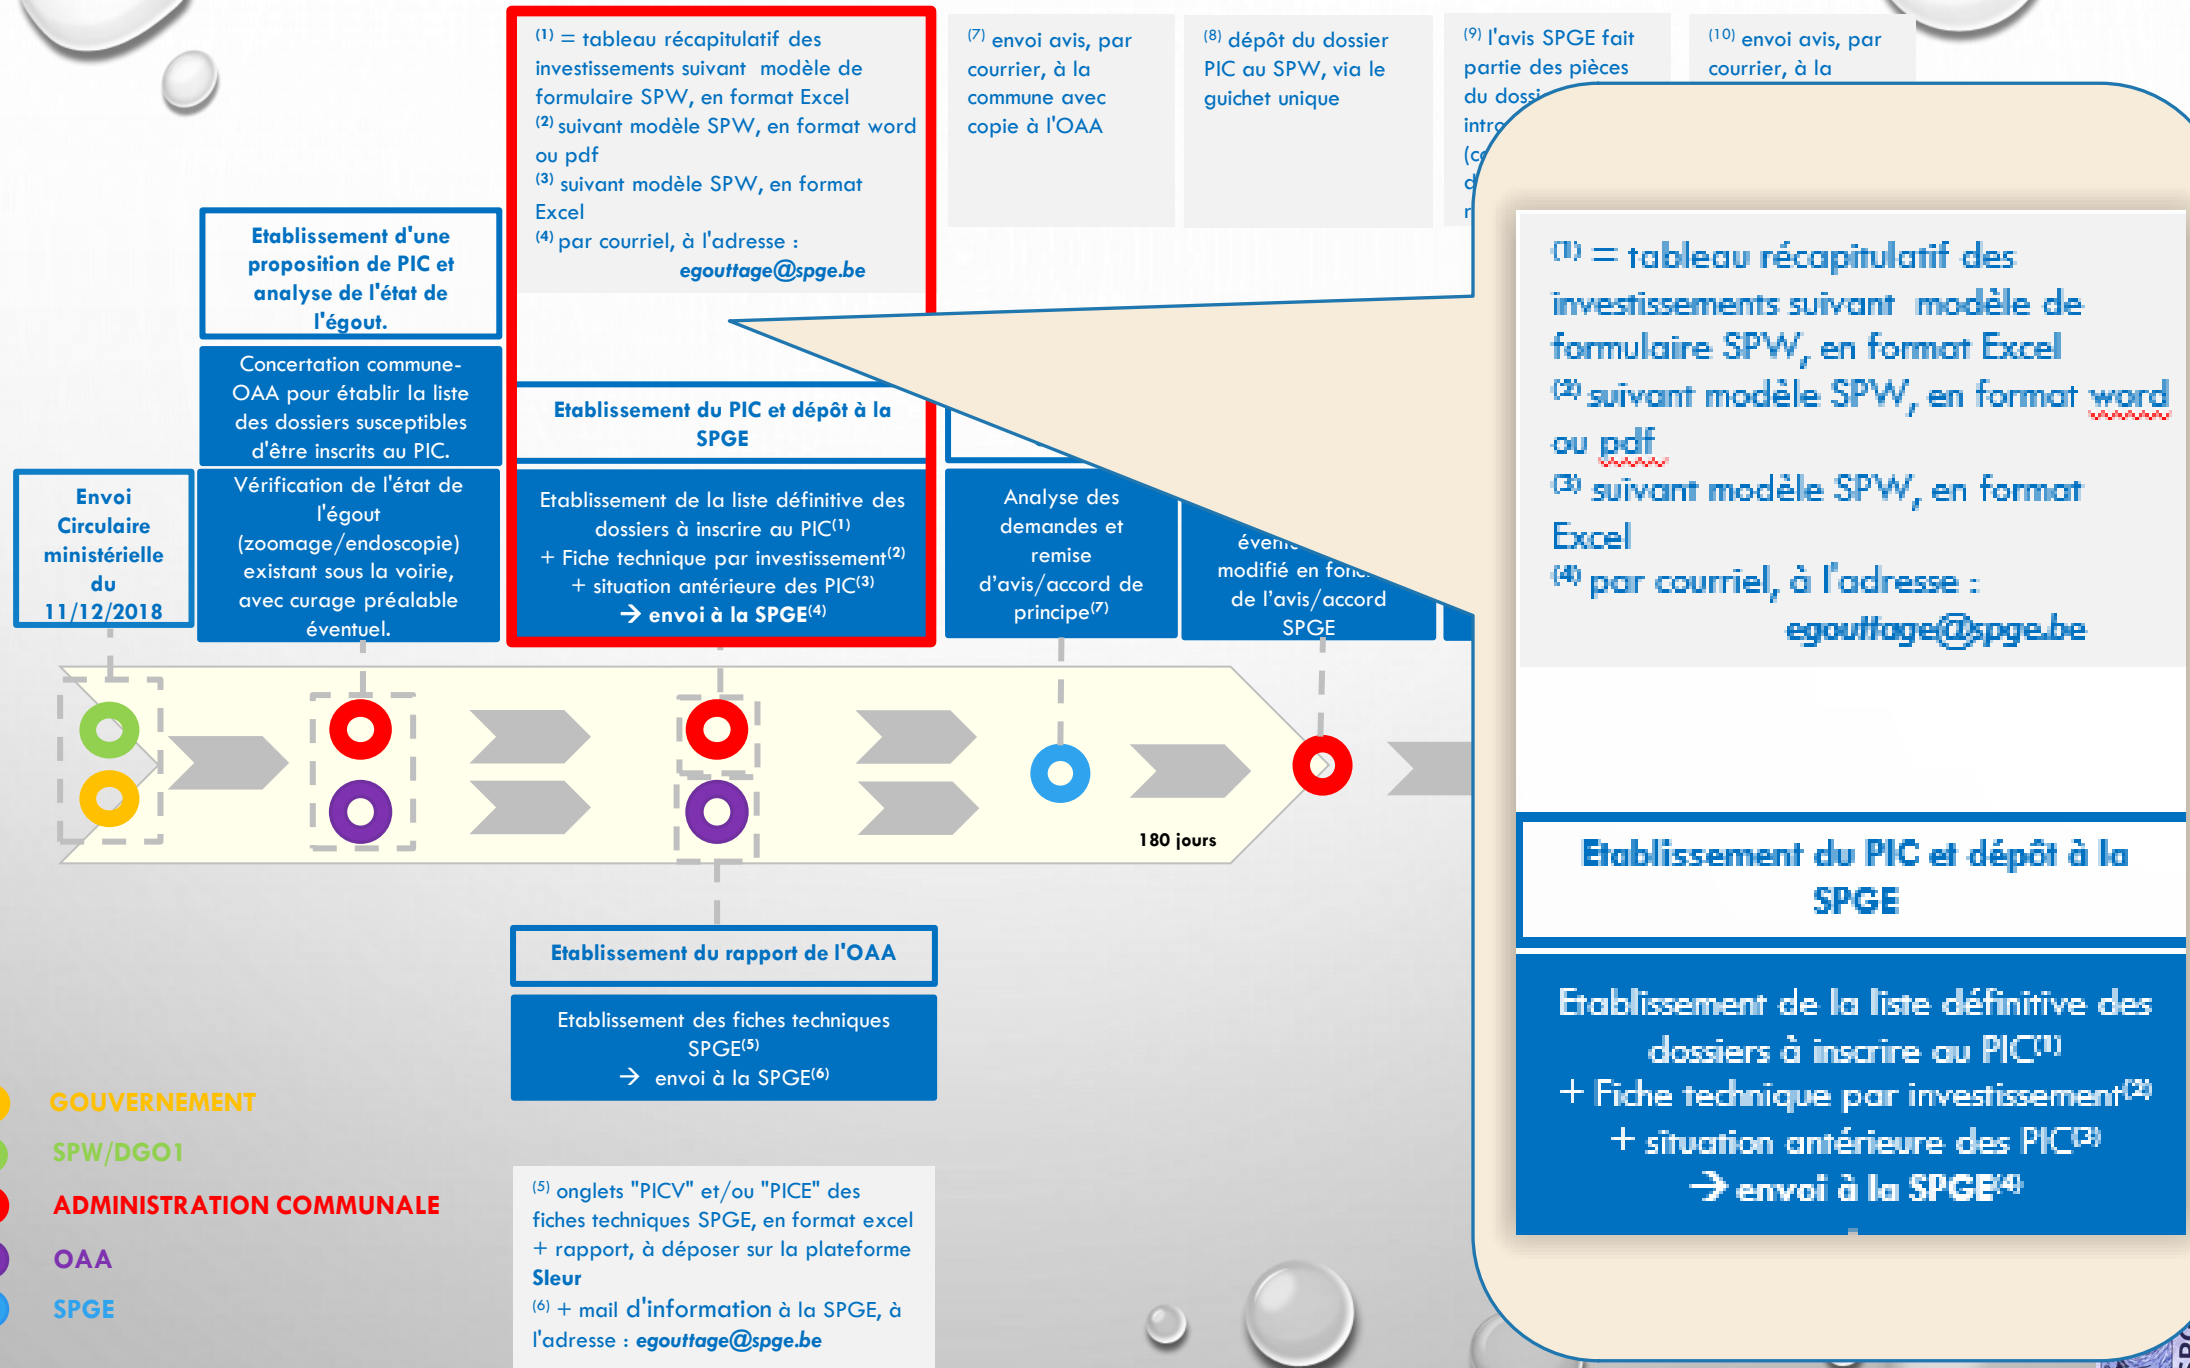 (1) = tableau récapitulatif des
investissements suivant modèle de
formulaire SPW, en format Excel
(2) suivant modèle SPW, en format word
ou pdf
(3) suivant modèle SPW, en format
Excel
(4) par courriel, à l'adresse :
egouttage@spge.be
(7) envoi avis, par
courrier, à la
commune avec
copie à l'OAA
(8) dépôt du dossier
PIC au SPW, via le
guichet unique
(9) l'avis SPGE fait
partie des pièces
du
(10) envoi avis, par
courrier, à la
Etablissement d'une
proposition de PIC et
analyse de l'état de
l'égout.
Concertation commune-
OAA pour établir la liste
des dossiers susceptibles
d'être inscrits au PIC.
Vérification de l'état de
l'égout
(zoomage/endoscopie)
existant sous la voirie,
avec curage préalable
éventuel.
Envoi
Circulaire
ministérielle
du
11/12/2018
Etablissement du PIC et dépôt à la
SPGE
Etablissement de la liste définitive des
dossiers à inscrire au PIC(1)
+ Fiche technique par investissement(2)
+ situation antérieure des PIC(3)
→ envoi à la SPGE(4)
Analyse des
demandes et
remise
d'avis/accord de
principe(7)
modifié en
de l'avis/accord
SPGE
180 jours
Etablissement du rapport de l'OAA
Etablissement des fiches techniques
SPGE(5)
→ envoi à la SPGE(6)
(5) onglets "PICV" et/ou "PICE" des
fiches techniques SPGE, en format excel
+ rapport, à déposer sur la plateforme
Sleur
(6) + mail d'information à la SPGE, à
l'adresse : egouttage@spge.be
GOUVERNEMENT
SPW/DGO1
ADMINISTRATION COMMUNALE
OAA
SPGE
(1) = tableau récapitulatif des
investissements suivant modèle de
formulaire SPW, en format Excel
(2) suivant modèle SPW, en format word
ou pdf
(3) suivant modèle SPW, en format
Excel
(4) par courriel, à l'adresse :
egouttage@spge.be
Etablissement du PIC et dépôt à la
SPGE
Etablissement de la liste définitive des
dossiers à inscrire au PIC(1)
+ Fiche technique par investissement(2)
+ situation antérieure des PIC(3)
→ envoi à la SPGE(4)